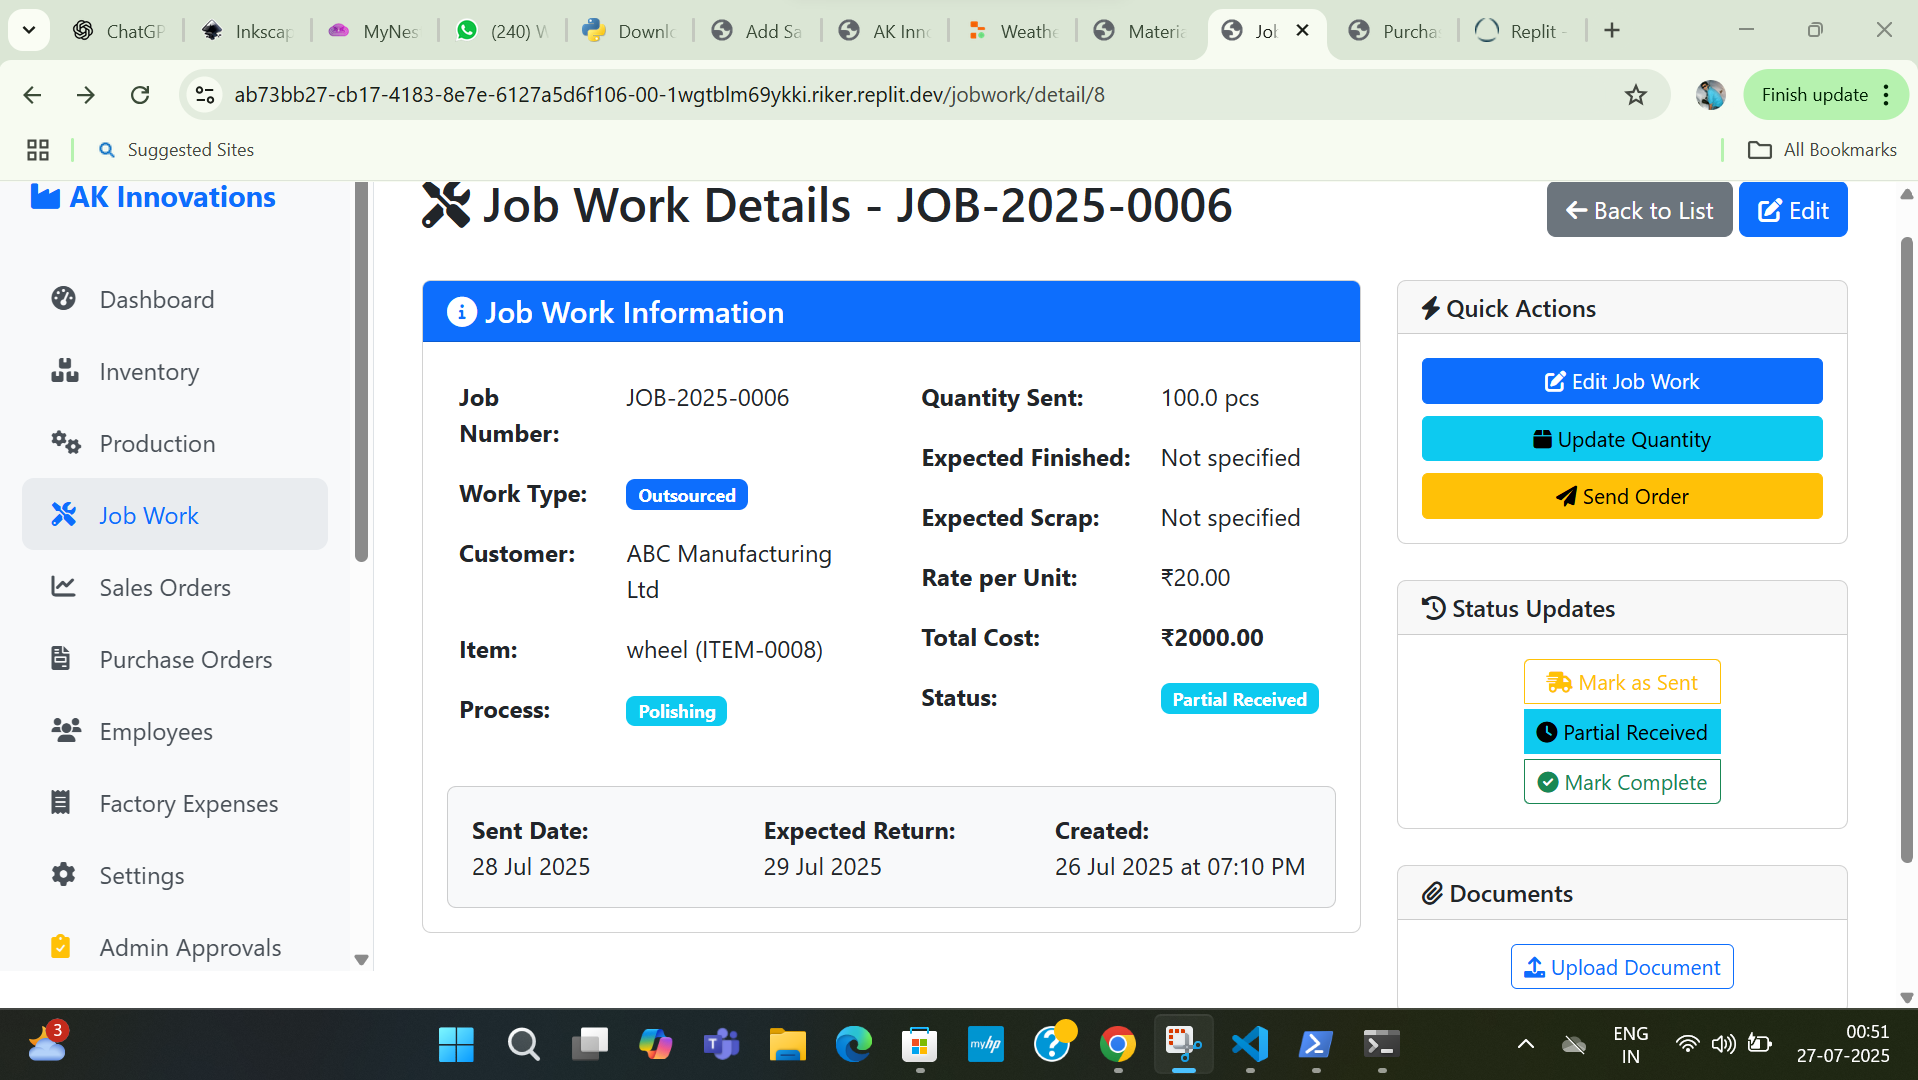 ChatGP
Inkscap
MyNes
(240) W
Downlo
Add Sa
AK Inno
Weathe
Materia
Jol
Purcha
Replit -
ab73bb27-cb17-4183-8e7e-6127a5d6f106-00-1wgtblm69ykki.riker.replit.dev/jobwork/detail/8
Finish update
Suggested Sites
All Bookmarks
AK Innovations
Dashboard
Inventory
Production
Job Work
Sales Orders
Purchase Orders
Employees
Factory Expenses
Settings
Admin Approvals
Job Work Details - JOB-2025-0006
Back to List
Edit
Job Work Information
Job Number: JOB-2025-0006
Work Type: Outsourced
Customer: ABC Manufacturing Ltd
Item: wheel (ITEM-0008)
Process: Polishing
Quantity Sent: 100.0 pcs
Expected Finished: Not specified
Expected Scrap: Not specified
Rate per Unit: ₹20.00
Total Cost: ₹2000.00
Status: Partial Received
Sent Date:
28 Jul 2025
Expected Return:
29 Jul 2025
Created:
26 Jul 2025 at 07:10 PM
Quick Actions
Edit Job Work
Update Quantity
Send Order
Status Updates
Mark as Sent
Partial Received
Mark Complete
Documents
Upload Document
3
myhp
ENG
IN
00:51
27-07-2025